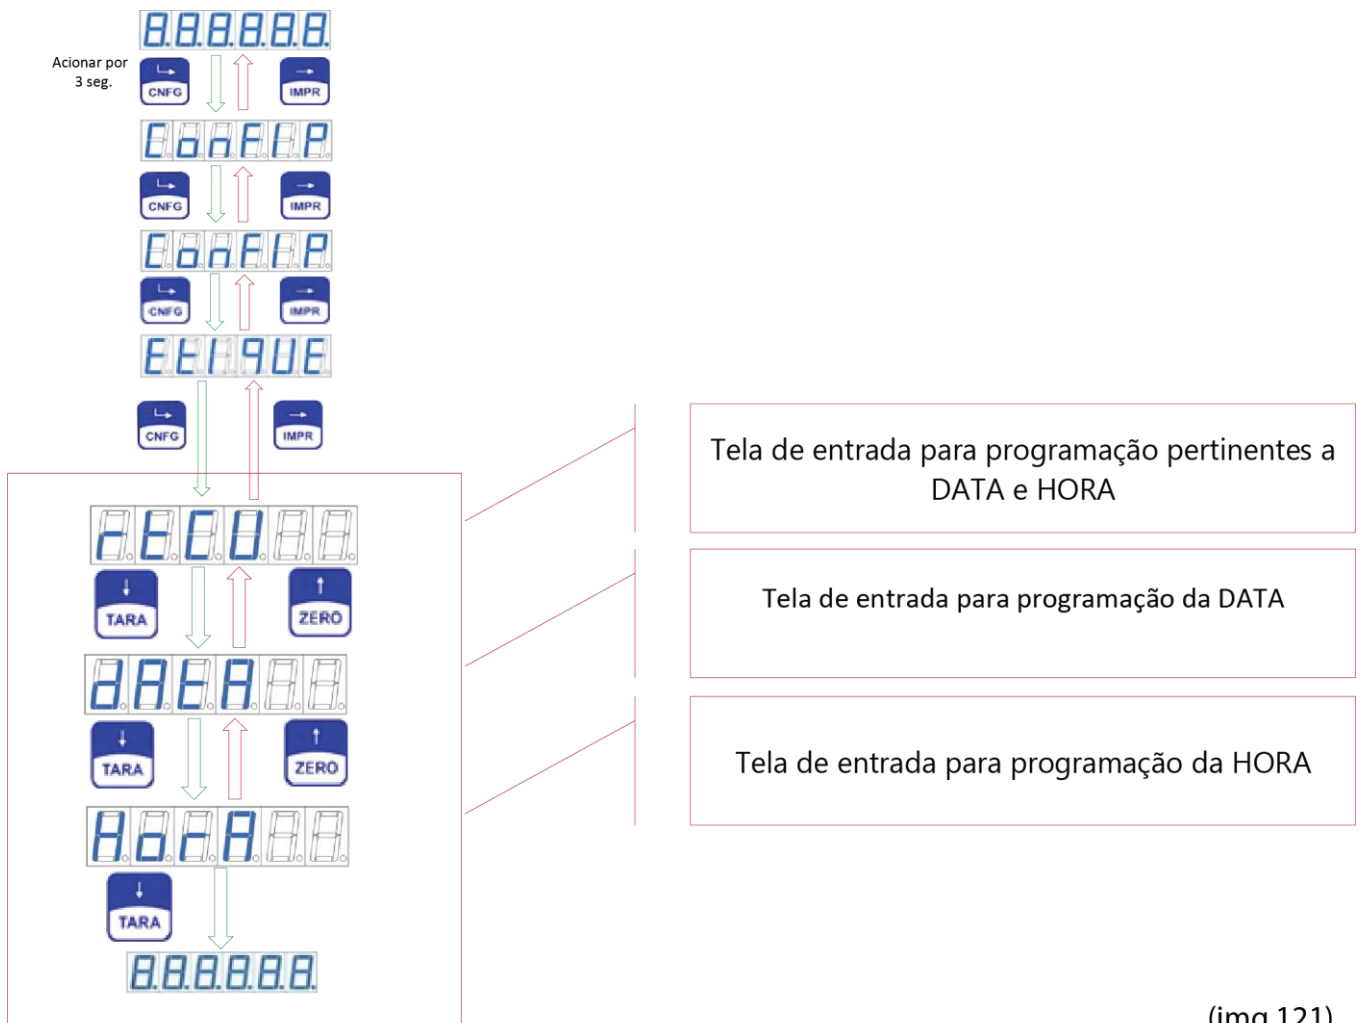 8.8.8.8.8.8.
Acionar por
3 seg.
CNFG
IMPR
ConFIP
CNFG
IMPR
ConFIP
CNFG
IMPR
EtIqUE
CNFG
IMPR
Tela de entrada para programação pertinentes a
DATA e HORA
rtC0
TARA
ZERO
Tela de entrada para programação da DATA
dAtA
TARA
ZERO
Tela de entrada para programação da HORA
HorA
TARA
8.8.8.8.8.8.
(img 121)